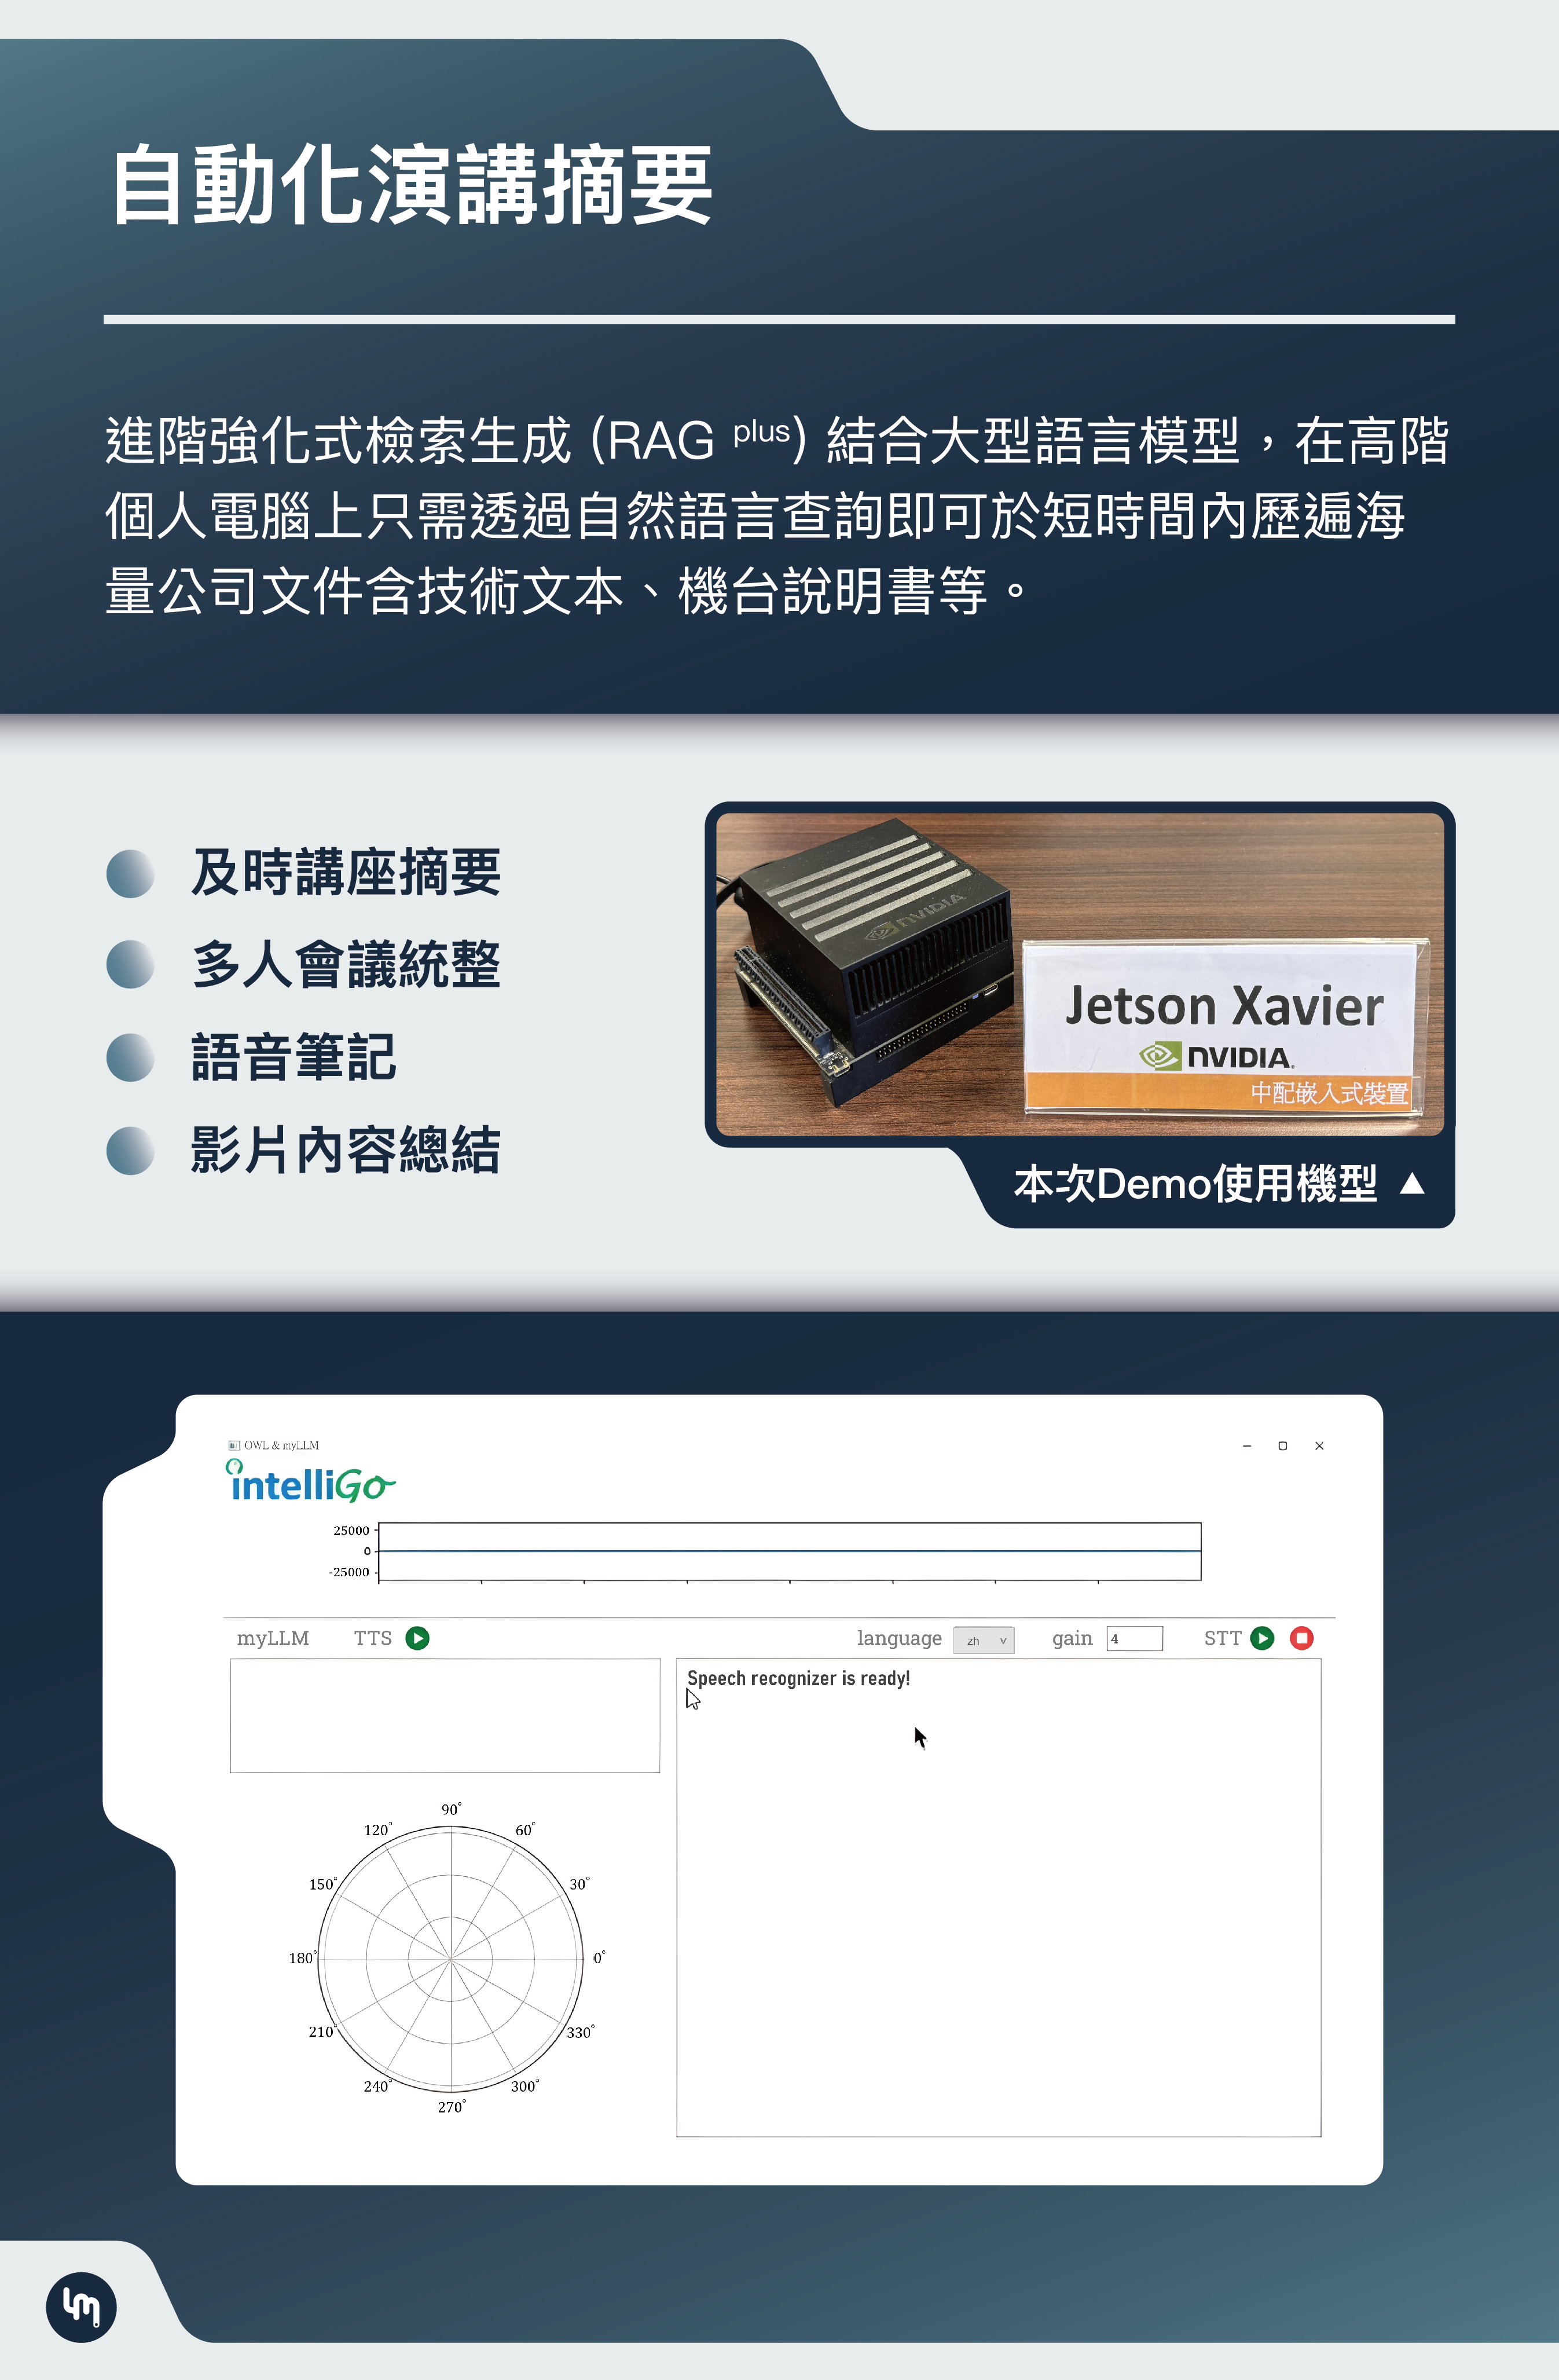 自動化演講摘要
進階強化式檢索生成 (RAG plus) 結合大型語言模型，在高階
個人電腦上只需透過自然語言查詢即可於短時間內歷遍海
量公司文件含技術文本、機台說明書等。
及時講座摘要
多人會議統整
語音筆記
影片內容總結
NVIDIA
Jetson Xavier
NVIDIA.
中配嵌入式裝置
本次Demo使用機型 ▲
OWL & myLLM
intelliGo
25000
0
-25000
myLLM TTS language zh v gain 4 STT
Speech recognizer is ready!
90°
120° 60°
150° 30°
180° 0°
210° 330°
240° 300°
270°